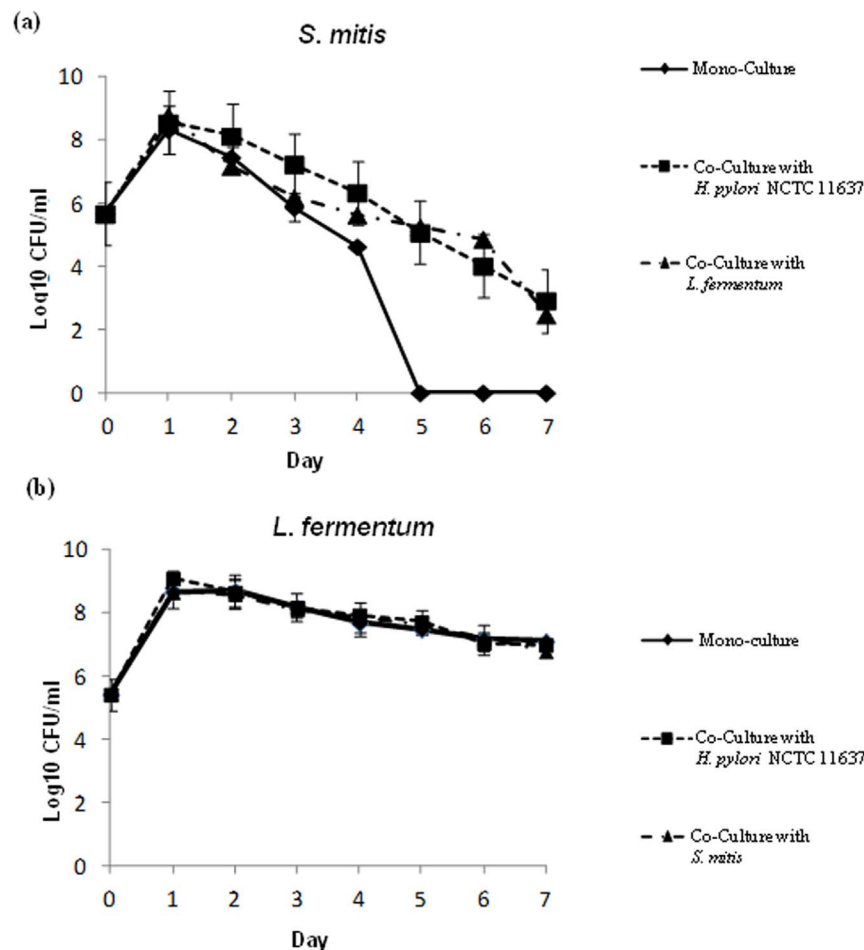 (a)
S. mitis
10
8
6
4
2
0
Log10 CFU/ml
0 1 2 3 4 5 6 7
Day
Mono-Culture
Co-Culture with
H. pylori NCTC 11637
Co-Culture with
L. fermentum
(b)
L. fermentum
10
8
6
4
2
0
Log10 CFU/ml
0 1 2 3 4 5 6 7
Day
Mono-culture
Co-Culture with
H. pylori NCTC 11637
Co-Culture with
S. mitis